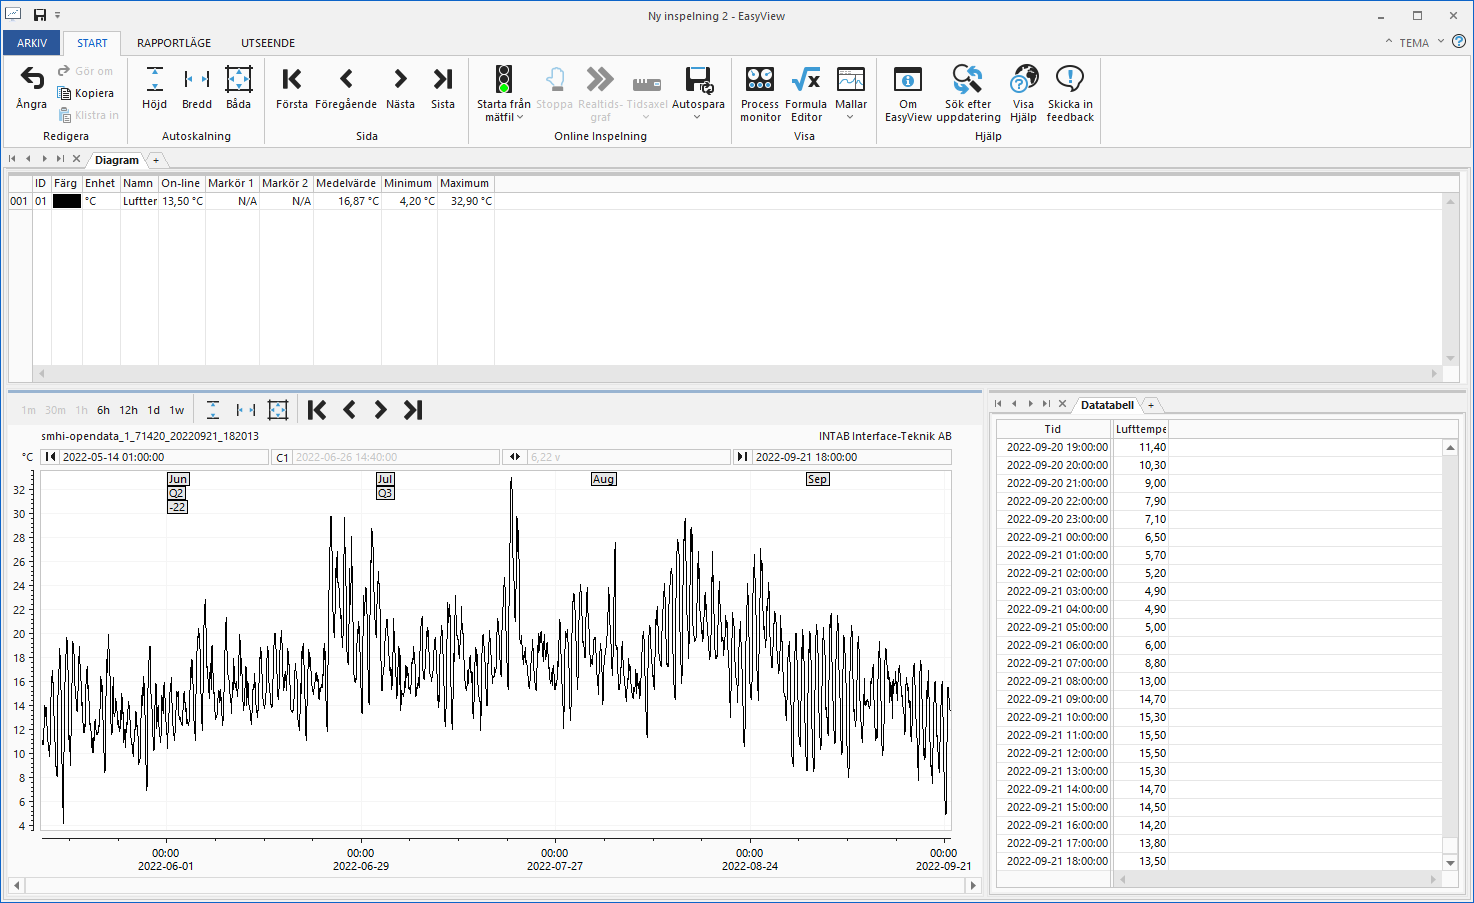 Ny inspelning 2 - EasyView
ARKIV START RAPPORTLÄGE UTSEENDE TEMA
Ångra Gör om Kopiera Klistra in
Höjd Bredd Båda
Första Föregående Nästa Sista
Starta från mätfil Stoppa Realtids-graf Tidsaxel Autospara
Process monitor Formula Editor Mallar
Om EasyView Sök efter uppdatering Visa Hjälp Skicka in feedback
Redigera Autoskalning Sida Online Inspelning Visa Hjälp
Diagram +
ID Färg Enhet Namn On-line Markör 1 Markör 2 Medelvärde Minimum Maximum
001 01 °C Luftter 13,50 °C N/A N/A 16,87 °C 4,20 °C 32,90 °C
1m 30m 1h 6h 12h 1d 1w
smhi-opendata_1_71420_20220921_182013 INTAB Interface-Teknik AB
°C 2022-05-14 01:00:00 C1 2022-06-26 14:40:00 6,22 v 2022-09-21 18:00:00
Jun Jul Aug Sep
Q2 Q3
-22
32
30
28
26
24
22
20
18
16
14
12
10
8
6
4
00:00 00:00 00:00 00:00 00:00
2022-06-01 2022-06-29 2022-07-27 2022-08-24 2022-09-21
Datatabell +
Tid Lufttempe
2022-09-20 19:00:00 11,40
2022-09-20 20:00:00 10,30
2022-09-20 21:00:00 9,00
2022-09-20 22:00:00 7,90
2022-09-20 23:00:00 7,10
2022-09-21 00:00:00 6,50
2022-09-21 01:00:00 5,70
2022-09-21 02:00:00 5,20
2022-09-21 03:00:00 4,90
2022-09-21 04:00:00 4,90
2022-09-21 05:00:00 5,00
2022-09-21 06:00:00 6,00
2022-09-21 07:00:00 8,80
2022-09-21 08:00:00 13,00
2022-09-21 09:00:00 14,70
2022-09-21 10:00:00 15,30
2022-09-21 11:00:00 15,50
2022-09-21 12:00:00 15,50
2022-09-21 13:00:00 15,30
2022-09-21 14:00:00 14,70
2022-09-21 15:00:00 14,50
2022-09-21 16:00:00 14,20
2022-09-21 17:00:00 13,80
2022-09-21 18:00:00 13,50